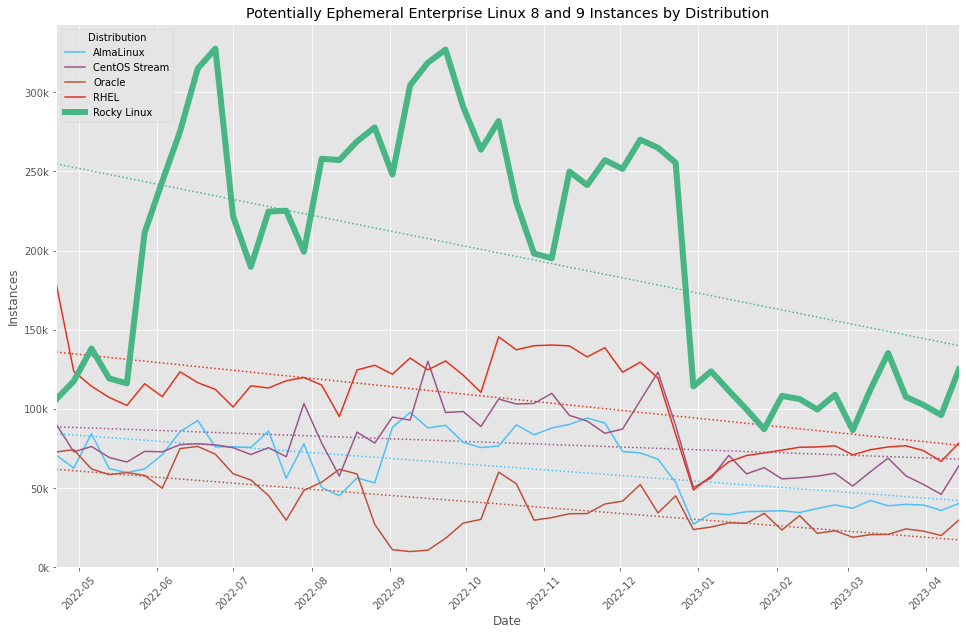 Potentially Ephemeral Enterprise Linux 8 and 9 Instances by Distribution
Distribution
AlmaLinux
CentOS Stream
Oracle
RHEL
Rocky Linux
300k
250k
200k
150k
100k
50k
0k
Instances
2022-05
2022-06
2022-07
2022-08
2022-09
2022-10
2022-11
2022-12
2023-01
2023-02
2023-03
2023-04
Date